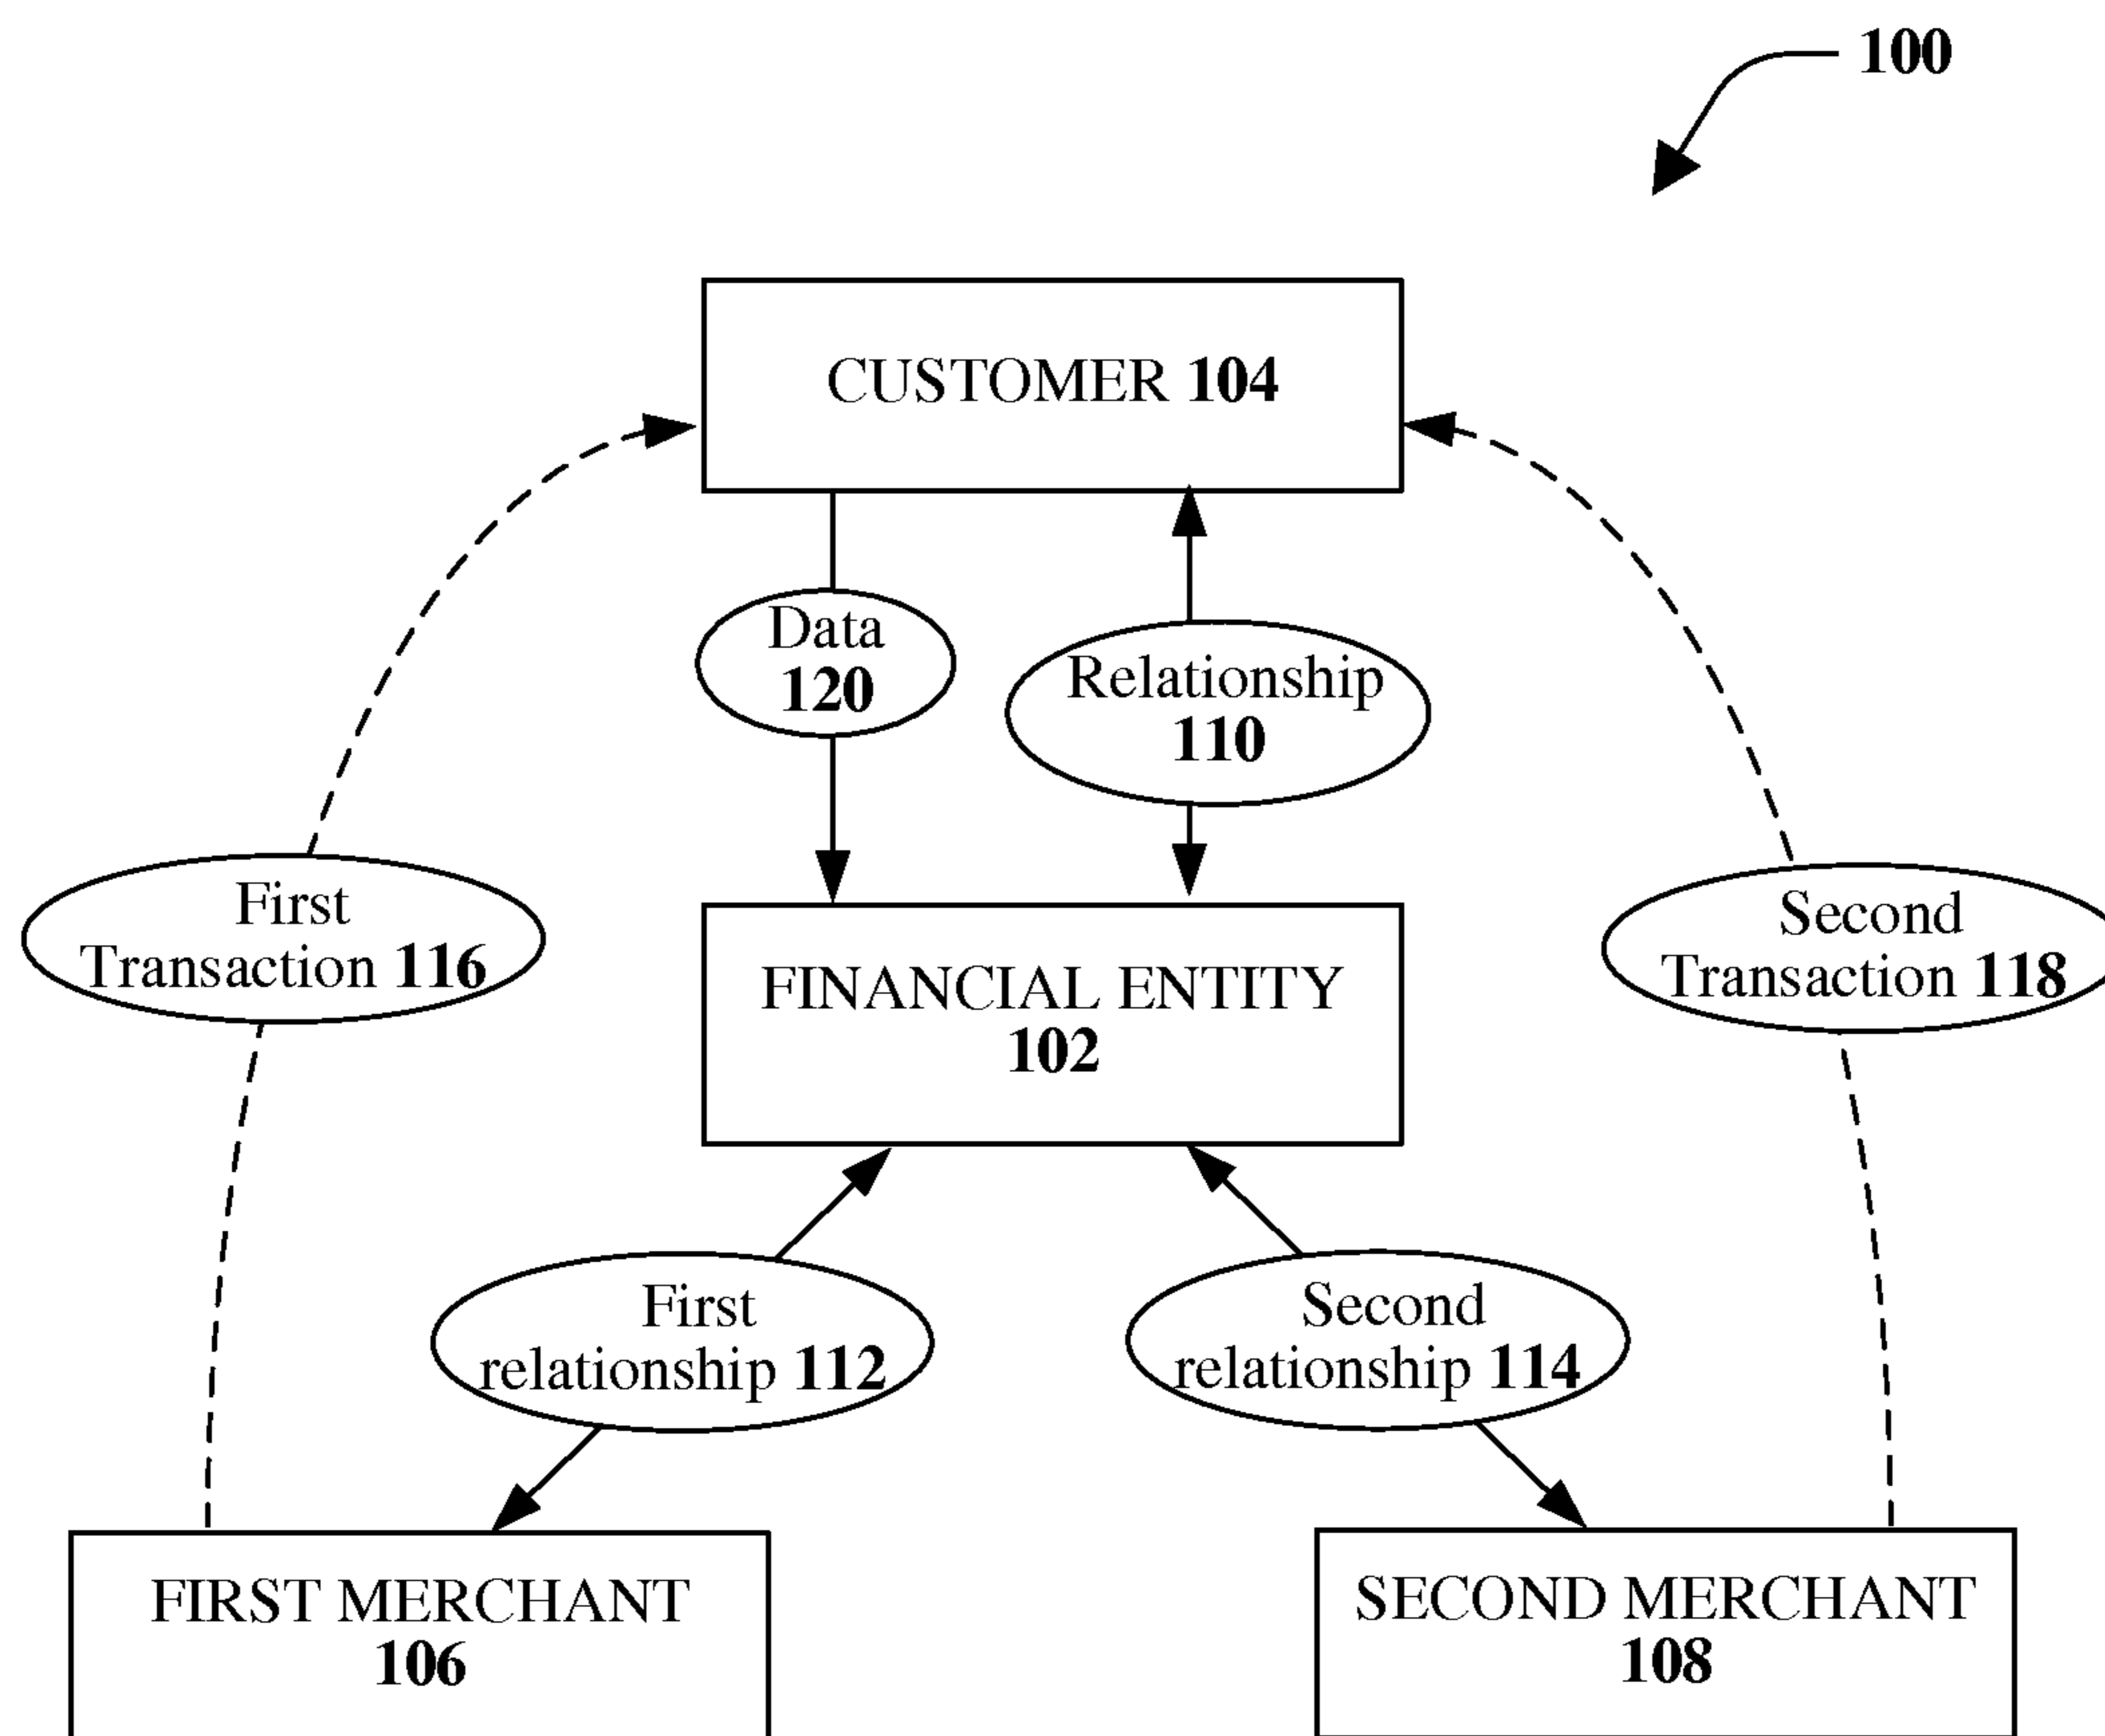 100
CUSTOMER 104
Data
120
Relationship
110
First
Transaction 116
Second
Transaction 118
FINANCIAL ENTITY
102
First
relationship 112
Second
relationship 114
FIRST MERCHANT
106
SECOND MERCHANT
108